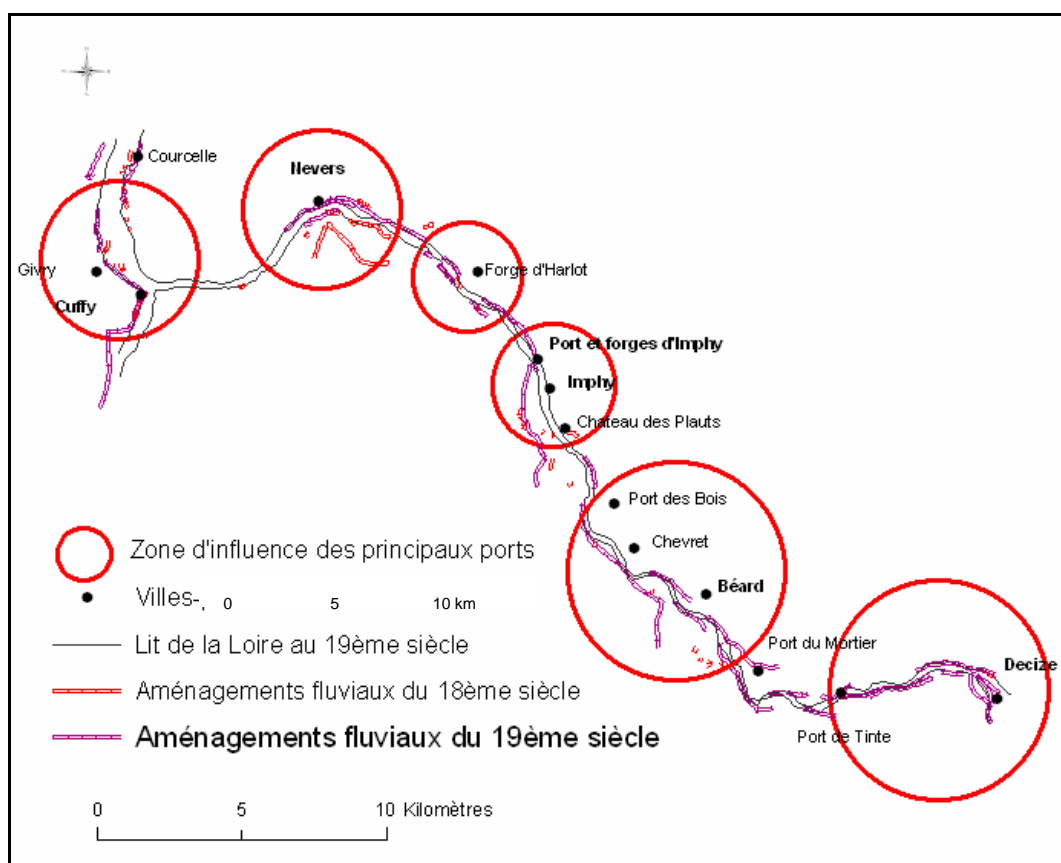 Courcelle
Nevers
Givry
Forge d'Harlot
Cuffy
Port et forges d'Imphy
Imphy
Château des Plauts
Port des Bois
Chevret
Béard
Port du Mortier
Decize
Port de Tinte
Zone d'influence des principaux ports
Villes-,
0 5 10 km
Lit de la Loire au 19ème siècle
Aménagements fluviaux du 18ème siècle
Aménagements fluviaux du 19ème siècle
0 5 10 Kilomètres